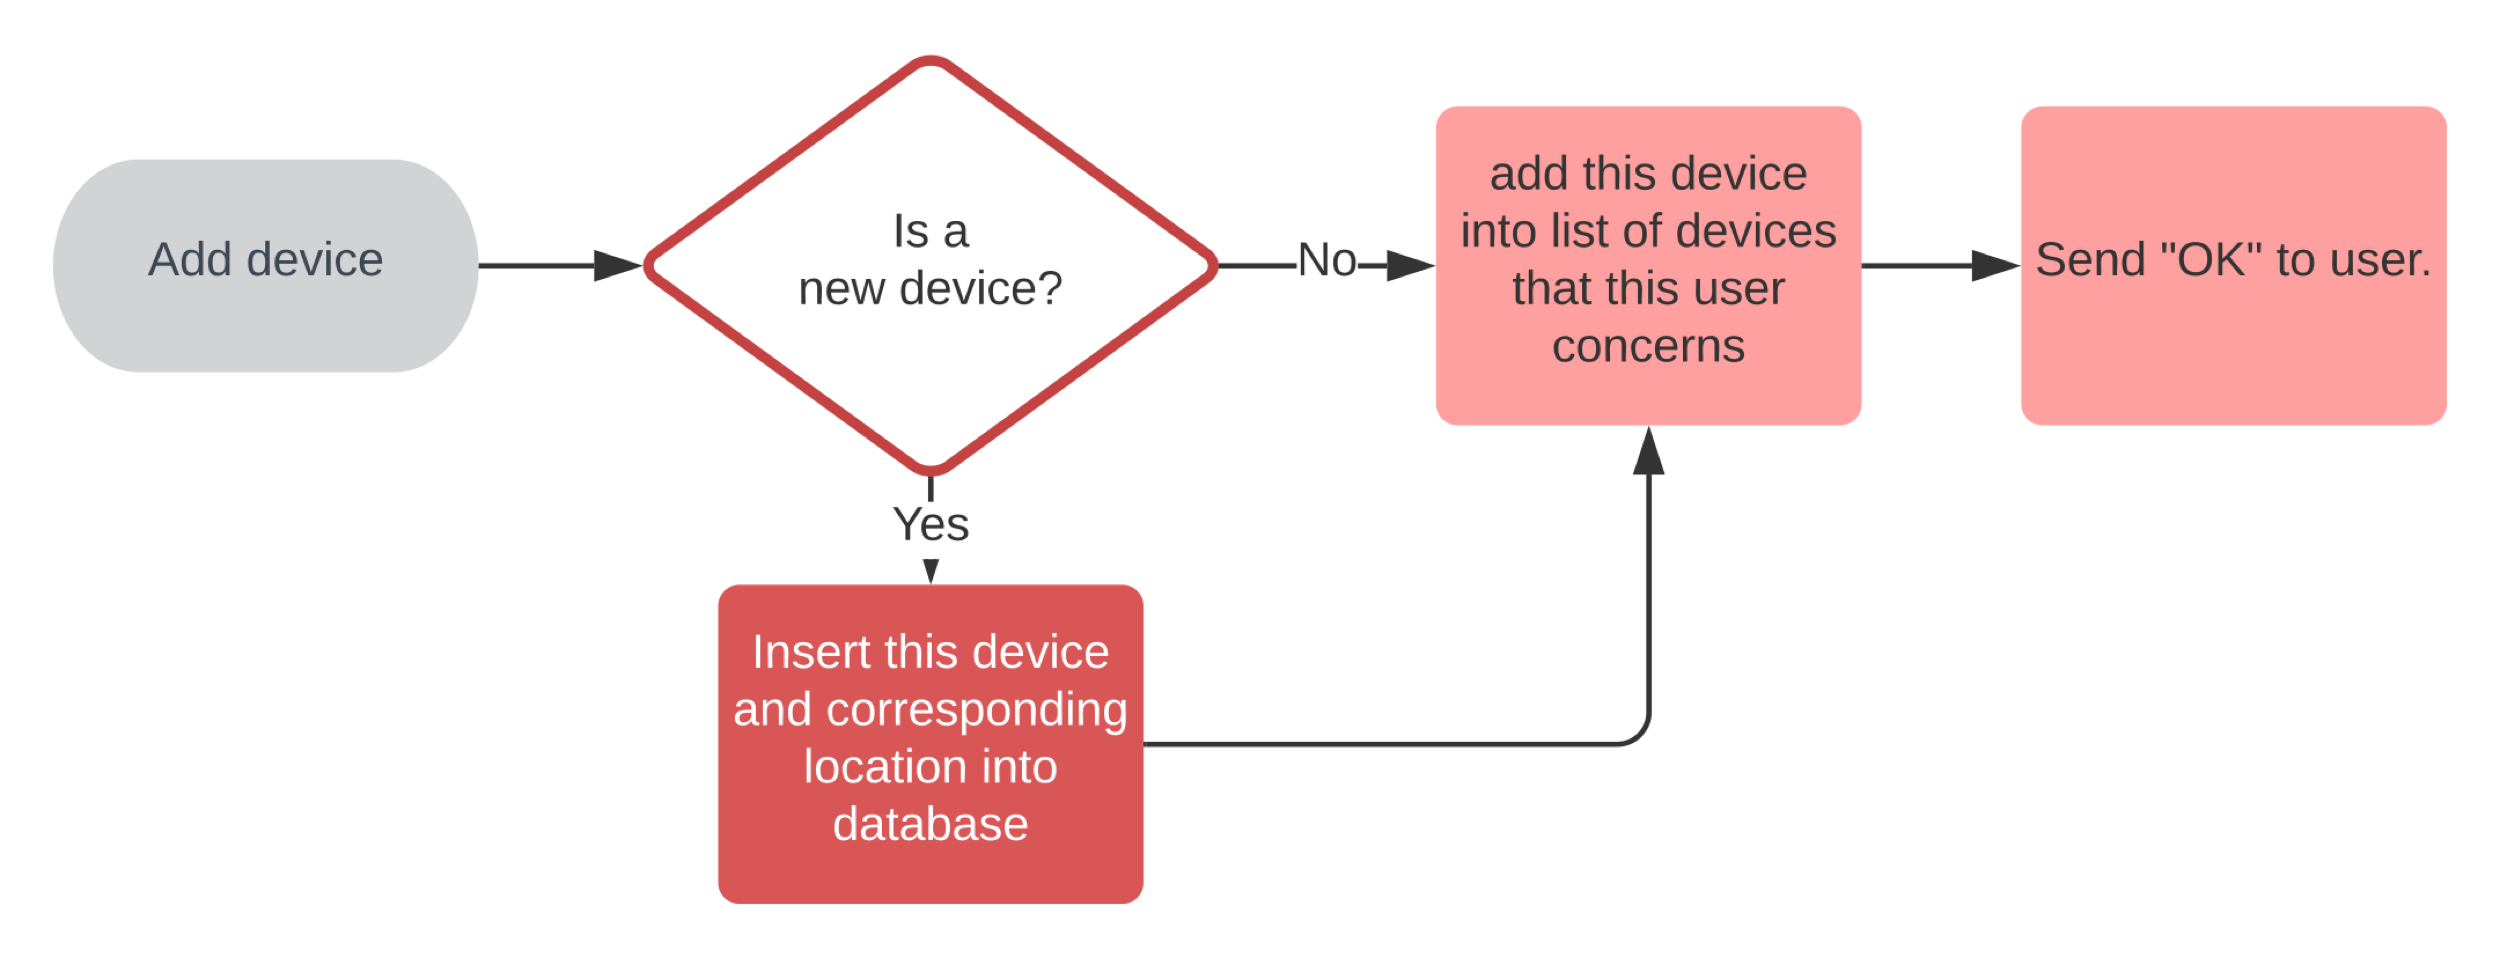 Add device
Is a
new device?
No
add this device
into list of devices
that this user
concerns
Send "OK" to user.
Yes
Insert this device
and corresponding
location into
database